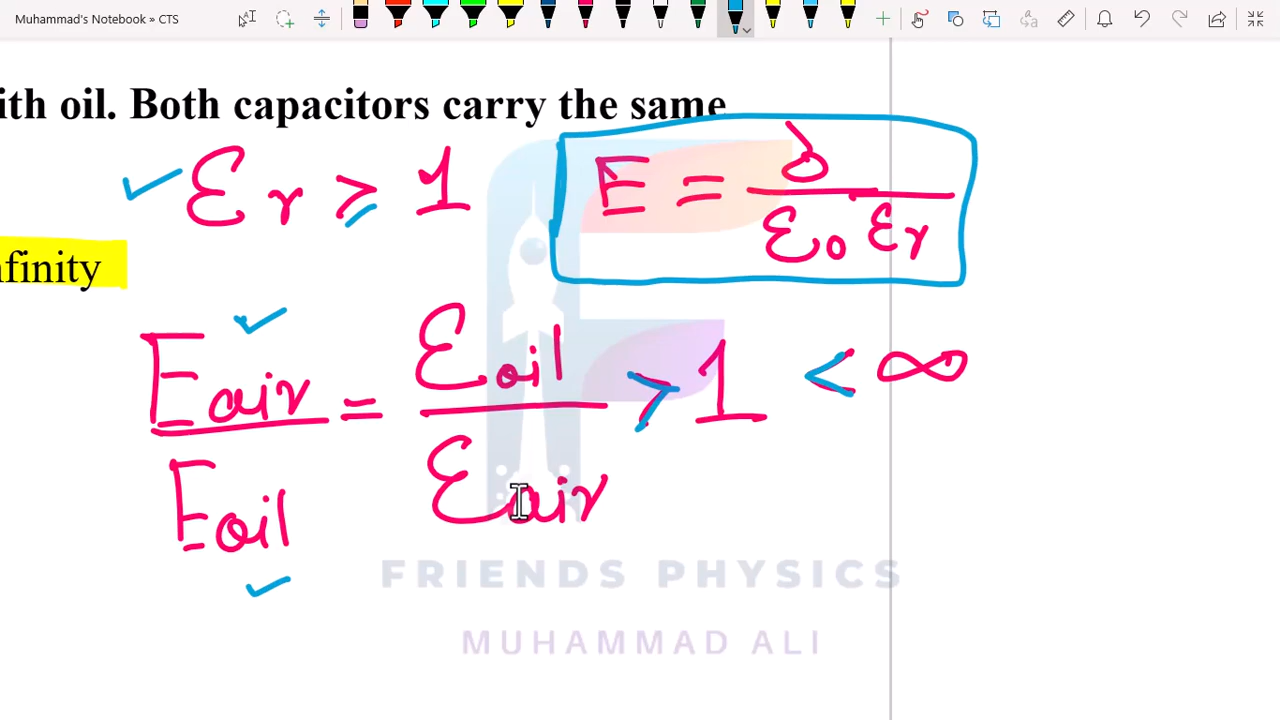 Muhammad's Notebook » CTS
ith oil. Both capacitors carry the same
εr ≥ 1
E = σ / ε0 εr
nfinity
Eair / Eoil = εoil / εair > 1 < ∞
FRIENDS PHYSICS
MUHAMMAD ALI